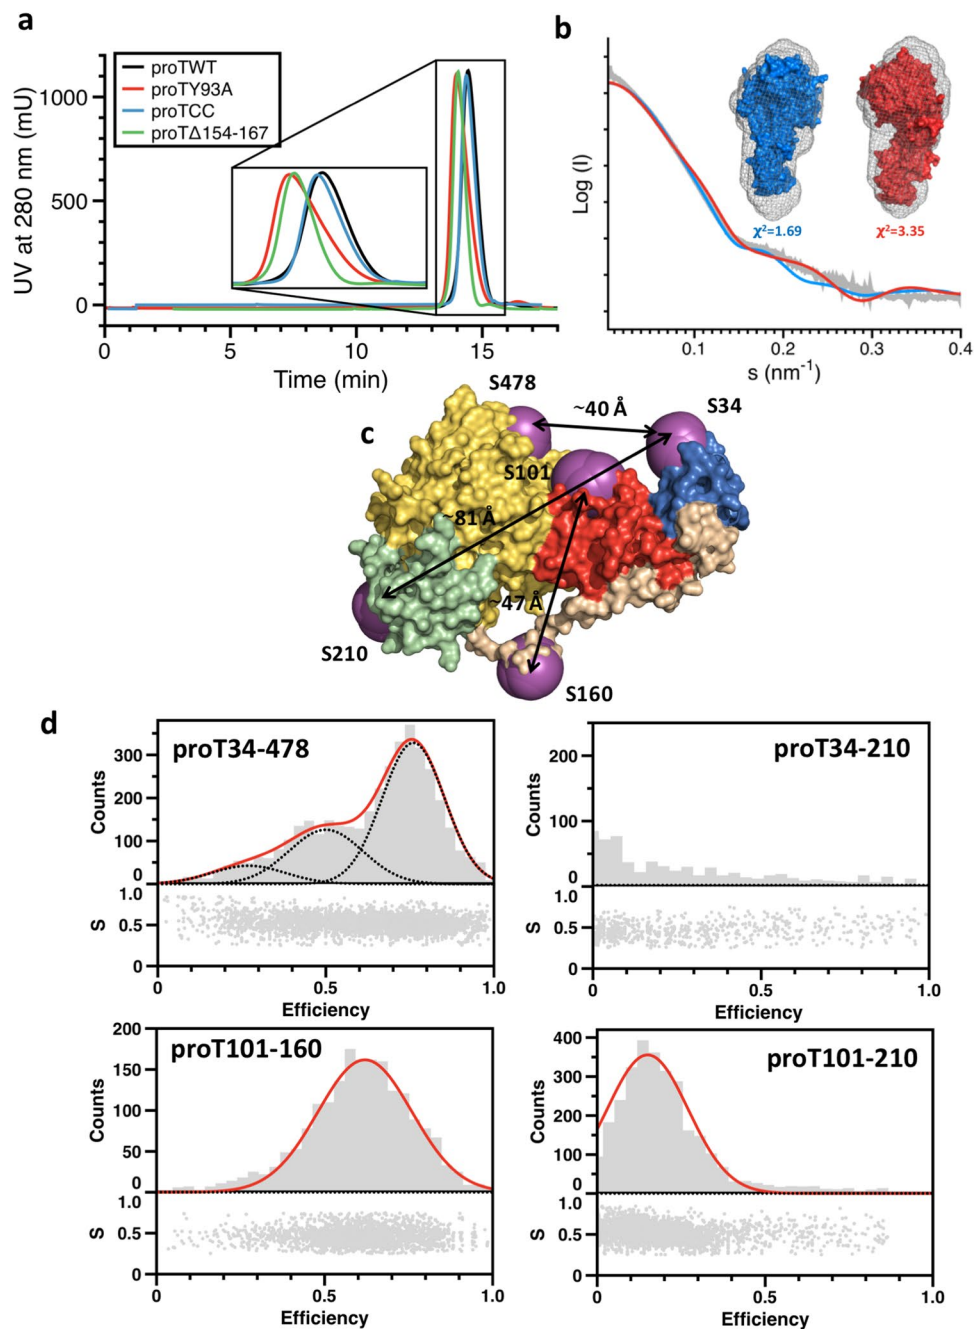 a
proTWT
proTY93A
proTCC
proTΔ154-167
UV at 280 nm (mU)
1000
500
0
0 5 10 15
Time (min)
b
Log (I)
χ²=1.69 χ²=3.35
0.1 0.2 0.3 0.4
s (nm⁻¹)
c
S478
~40 Å
S34
S101
~81 Å
~47 Å
S210
S160
d
proT34-478
Counts
300
200
100
0
S
1.0
0.5
0
0 0.5 1.0
Efficiency
proT34-210
Counts
200
0
S
1.0
0.5
0
0 0.5 1.0
Efficiency
proT101-160
Counts
200
150
100
50
0
S
1.0
0.5
0
0 0.5 1.0
Efficiency
proT101-210
Counts
400
300
200
100
0
S
1.0
0.5
0
0 0.5 1.0
Efficiency